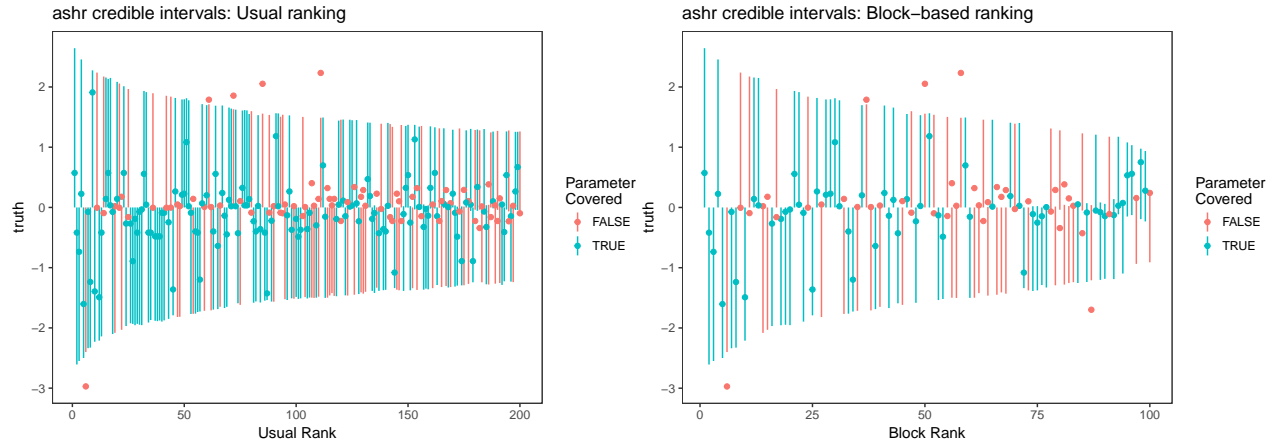 ashr credible intervals: Usual ranking
truth
2
1
0
−1
−2
−3
0
50
100
150
200
Usual Rank
Parameter
Covered
FALSE
TRUE
ashr credible intervals: Block−based ranking
truth
2
1
0
−1
−2
−3
0
25
50
75
100
Block Rank
Parameter
Covered
FALSE
TRUE